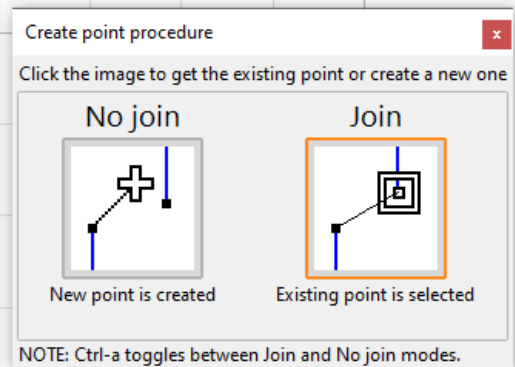 Create point procedure
x
Click the image to get the existing point or create a new one
No join
Join
New point is created
Existing point is selected
NOTE: Ctrl-a toggles between Join and No join modes.